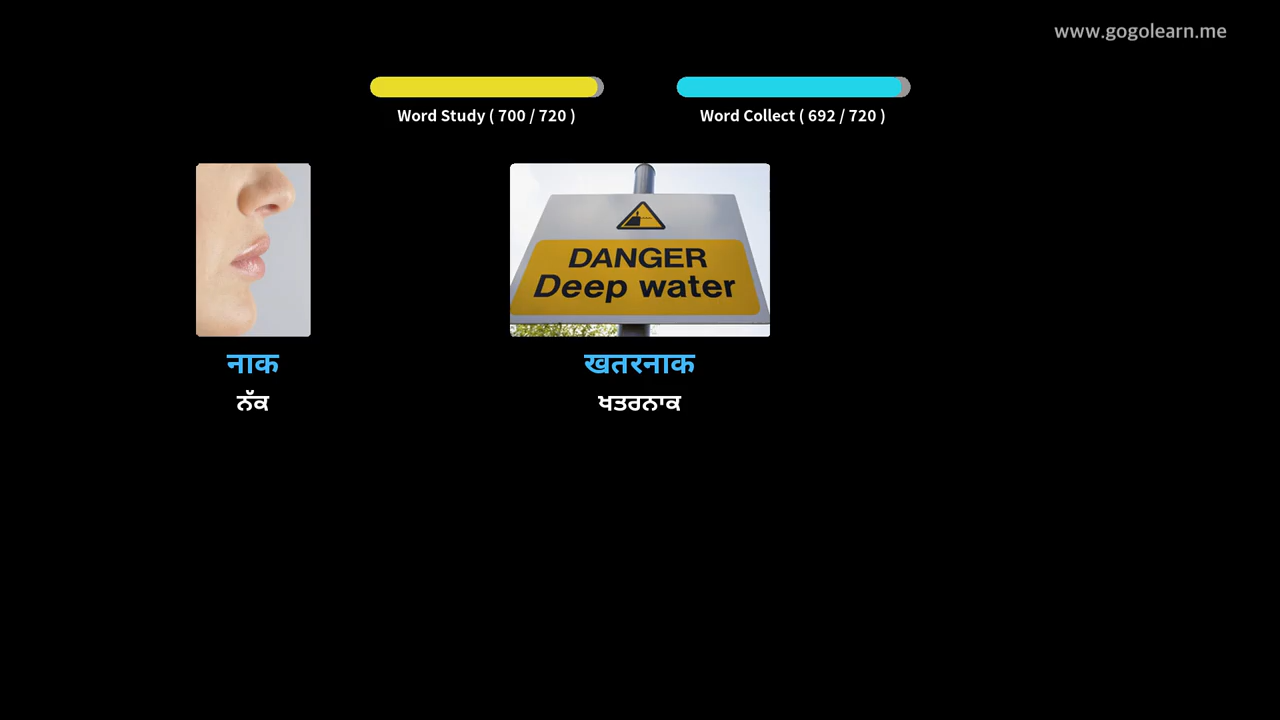 www.gogolearn.me
Word Study ( 700 / 720 )
Word Collect ( 692 / 720 )
DANGER
Deep water
नाक
खतरनाक
ਨੱਕ
ਖਤਰਨਾਕ